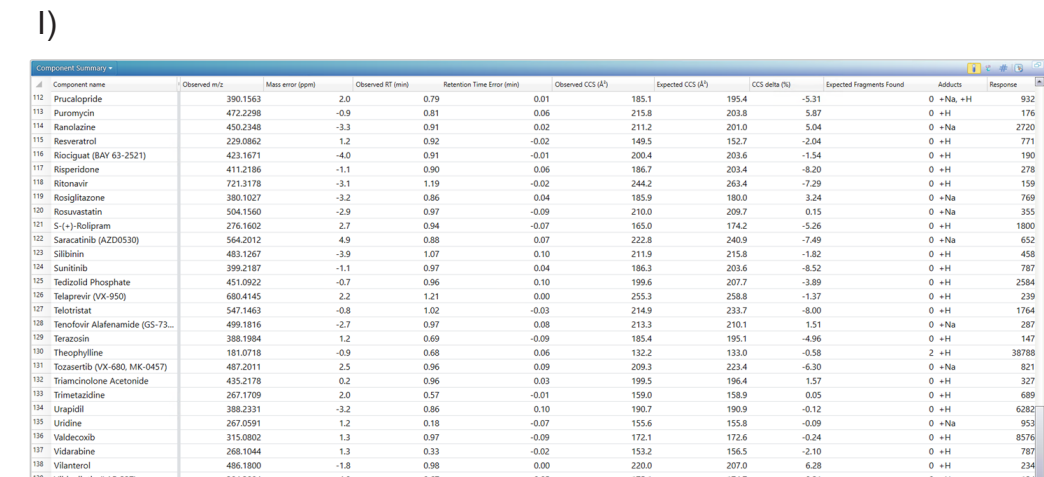 I)
Component Summary
Component name Observed m/z Mass error (ppm) Observed RT (min) Retention Time Error (min) Observed CCS (Å²) Expected CCS (Å²) CCS delta (%) Expected Fragments Found Adducts Response
112 Prucalopride 390.1563 2.0 0.79 0.01 185.1 195.4 -5.31 0 +Na, +H 932
113 Puromycin 472.2298 -0.9 0.81 0.06 215.8 203.8 5.87 0 +H 176
114 Ranolazine 450.2348 -3.3 0.91 0.02 211.2 201.0 5.04 0 +Na 2720
115 Resveratrol 229.0862 1.2 0.92 -0.02 149.5 152.7 -2.04 0 +H 771
116 Riociguat (BAY 63-2521) 423.1671 -4.0 0.91 -0.01 200.4 203.6 -1.54 0 +H 190
117 Risperidone 411.2186 -1.1 0.90 0.06 186.7 203.4 -8.20 0 +H 278
118 Ritonavir 721.3178 -3.1 1.19 -0.02 244.2 263.4 -7.29 0 +H 159
119 Rosiglitazone 380.1027 -3.2 0.86 0.04 185.9 180.0 3.24 0 +Na 769
120 Rosuvastatin 504.1560 -2.9 0.97 -0.09 210.0 209.7 0.15 0 +Na 355
121 S-(+)-Rolipram 276.1602 2.7 0.94 -0.07 165.0 174.2 -5.26 0 +H 1800
122 Saracatinib (AZD0530) 564.2012 4.9 0.88 0.07 222.8 240.9 -7.49 0 +Na 652
123 Silibinin 483.1267 -3.9 1.07 0.10 211.9 215.8 -1.82 0 +H 458
124 Sunitinib 399.2187 -1.1 0.97 0.04 186.3 203.6 -8.52 0 +H 787
125 Tedizolid Phosphate 451.0922 -0.7 0.96 0.10 199.6 207.7 -3.89 0 +H 2584
126 Telaprevir (VX-950) 680.4145 2.2 1.21 0.00 255.3 258.8 -1.37 0 +H 239
127 Telotristat 547.1463 -0.8 1.02 -0.03 214.9 233.7 -8.00 0 +H 1764
128 Tenofovir Alafenamide (GS-73... 499.1816 -2.7 0.97 0.08 213.3 210.1 1.51 0 +Na 287
129 Terazosin 388.1984 1.2 0.69 -0.09 185.4 195.1 -4.96 0 +H 147
130 Theophylline 181.0718 -0.9 0.68 0.06 132.2 133.0 -0.58 2 +H 38788
131 Tozasertib (VX-680, MK-0457) 487.2011 2.5 0.96 0.09 209.3 223.4 -6.30 0 +Na 821
132 Triamcinolone Acetonide 435.2178 0.2 0.96 0.03 199.5 196.4 1.57 0 +H 327
133 Trimetazidine 267.1709 2.0 0.57 -0.01 159.0 158.9 0.05 0 +H 689
134 Urapidil 388.2331 -3.2 0.86 0.10 190.7 190.9 -0.12 0 +H 6282
135 Uridine 267.0591 1.2 0.18 -0.07 155.6 155.8 -0.09 0 +Na 953
136 Valdecoxib 315.0802 1.3 0.97 -0.09 172.1 172.6 -0.24 0 +H 8576
137 Vidarabine 268.1044 1.3 0.33 -0.02 153.2 156.5 -2.10 0 +H 787
138 Vilanterol 486.1800 -1.8 0.98 0.00 220.0 207.0 6.28 0 +H 234